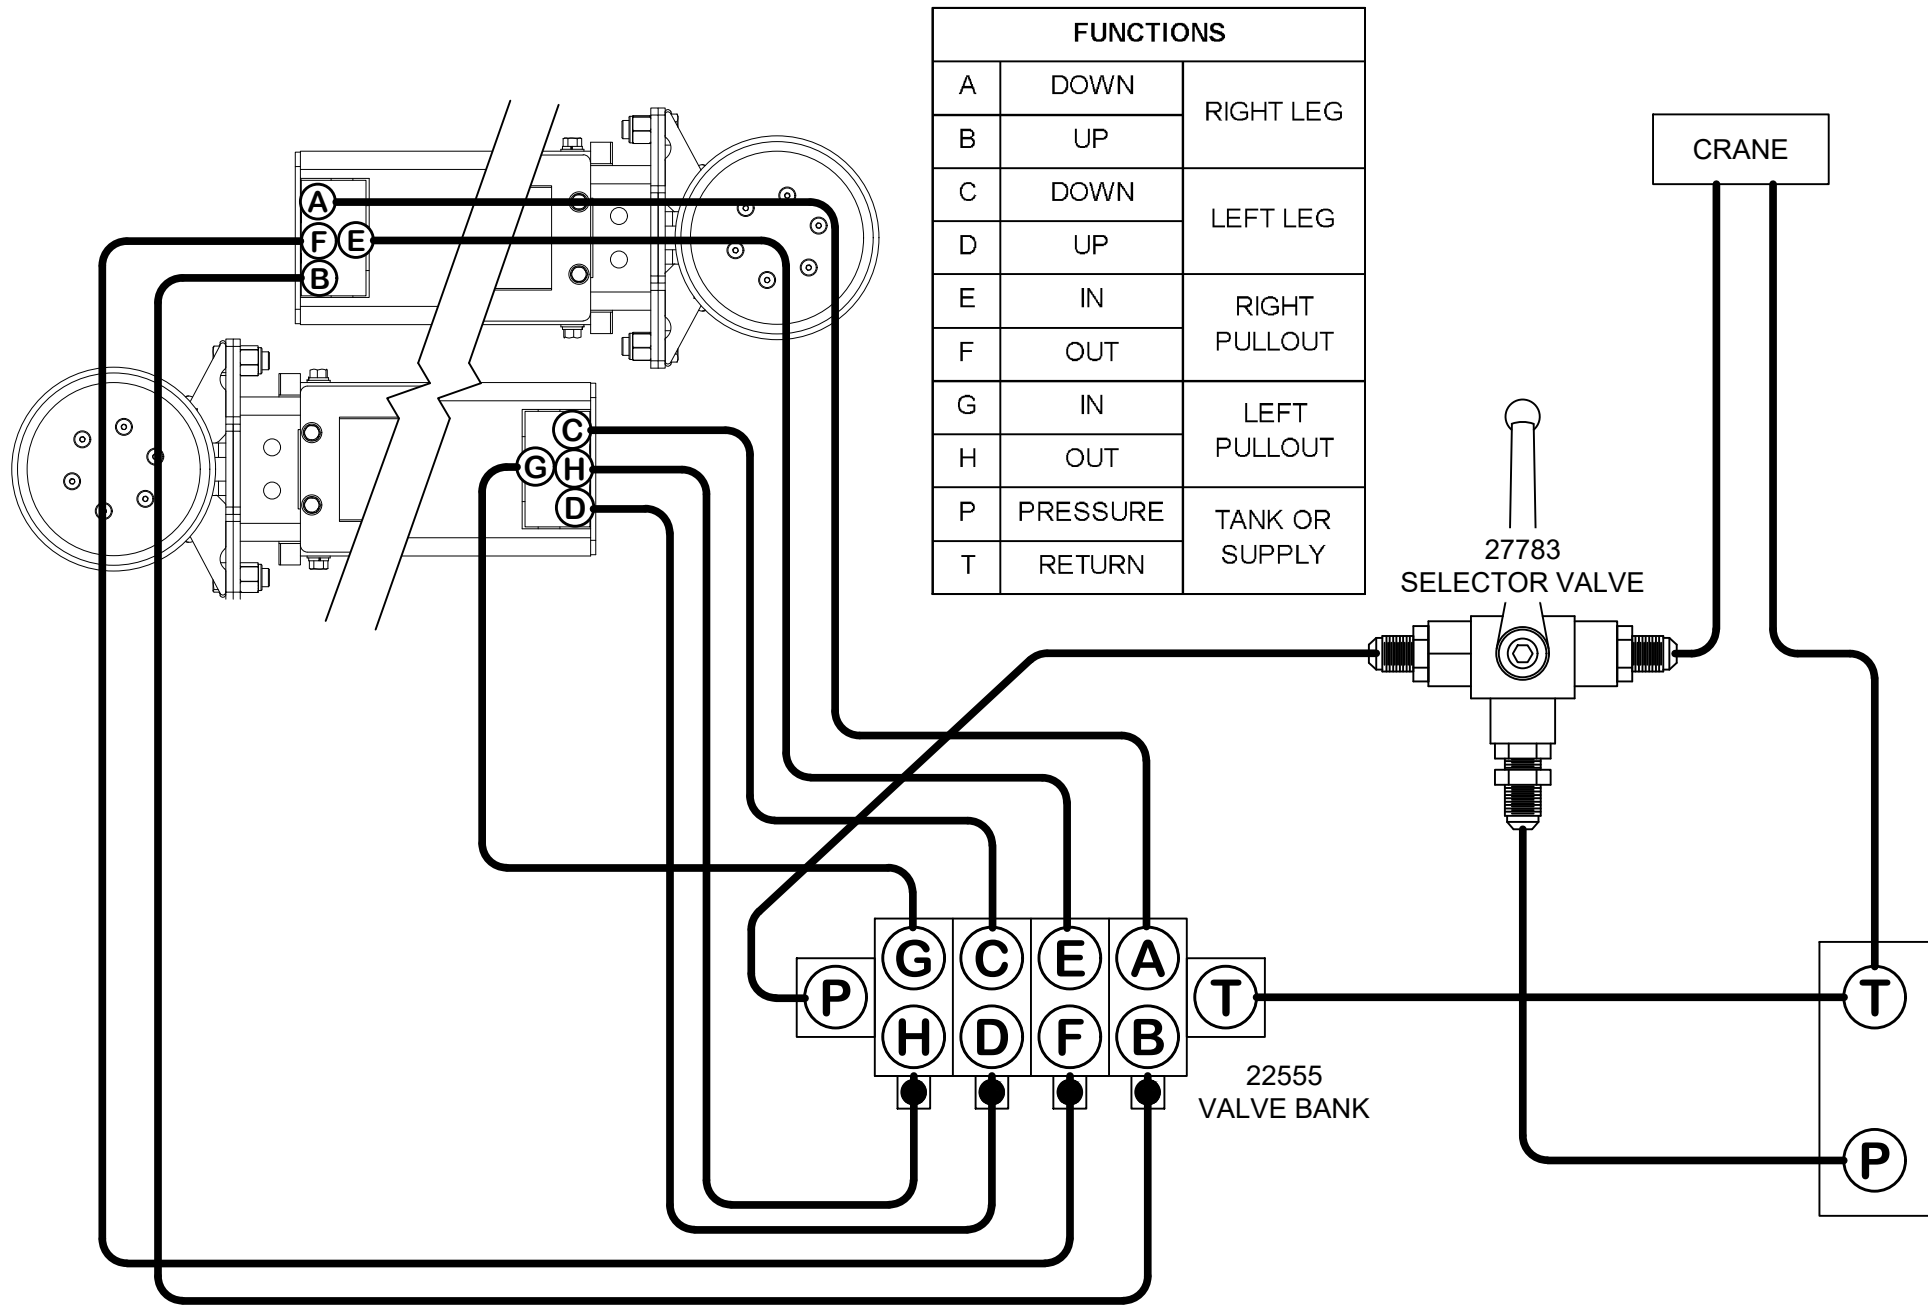 FUNCTIONS
A DOWN RIGHT LEG
B UP
C DOWN LEFT LEG
D UP
E IN RIGHT
PULLOUT
F OUT
G IN LEFT
PULLOUT
H OUT
P PRESSURE TANK OR
SUPPLY
T RETURN
CRANE
A
F E
B
C
G H
D
27783
SELECTOR VALVE
G C E A
P T
H D F B
22555
VALVE BANK
T
P